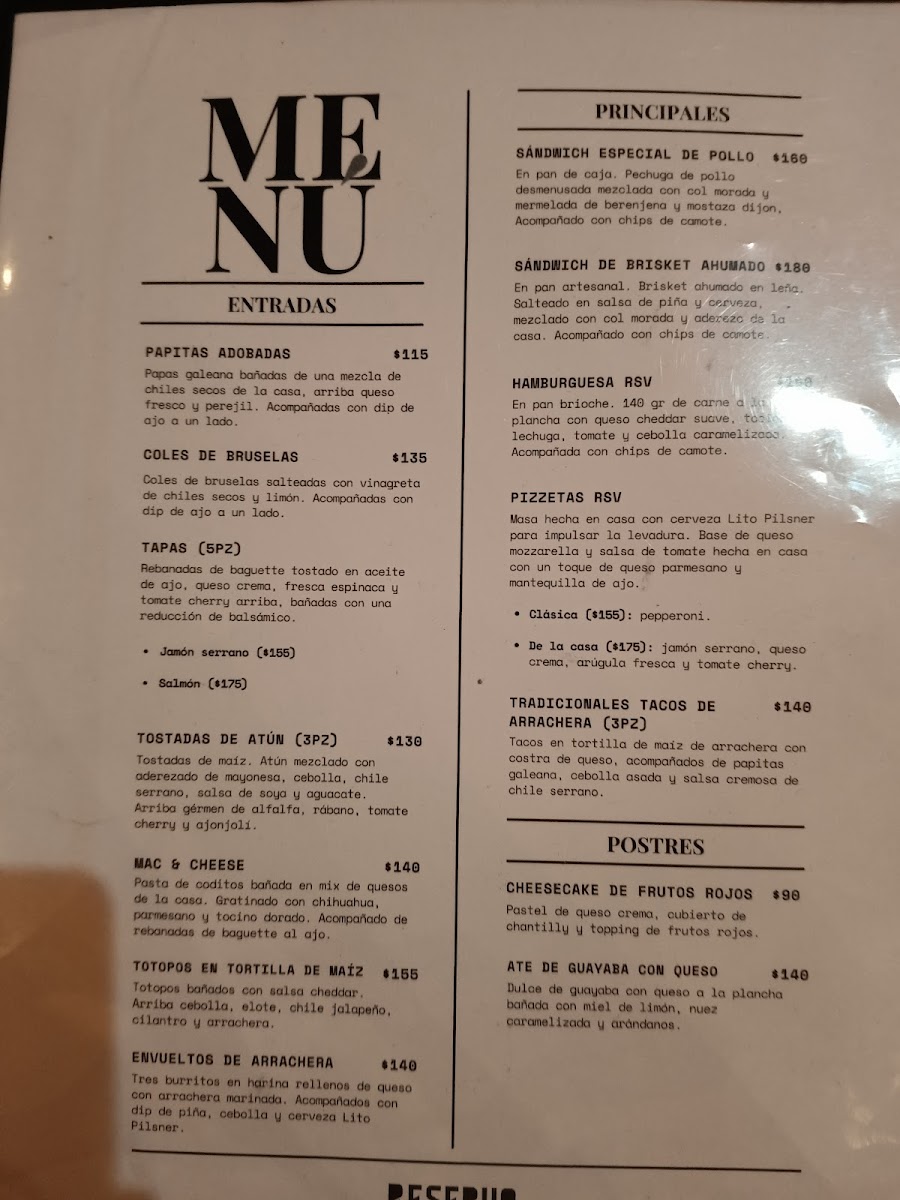 MENÚ
ENTRADAS
PAPITAS ADOBADAS $115
Papas galeana bañadas de una mezcla de
chiles secos de la casa, arriba queso
fresco y perejil. Acompañadas con dip de
ajo a un lado.
COLES DE BRUSELAS $135
Coles de bruselas salteadas con vinagreta
de chiles secos y limón. Acompañadas con
dip de ajo a un lado.
TAPAS (5PZ)
Rebanadas de baguette tostado en aceite
de ajo, queso crema, fresca espinaca y
tomate cherry arriba, bañadas con una
reducción de balsámico.
• Jamón serrano ($155)
• Salmón ($175)
TOSTADAS DE ATÚN (3PZ) $130
Tostadas de maíz. Atún mezclado con
aderezado de mayonesa, cebolla, chile
serrano, salsa de soya y aguacate.
Arriba gérmen de alfalfa, rábano, tomate
cherry y ajonjolí.
MAC & CHEESE $140
Pasta de coditos bañada en mix de quesos
de la casa. Gratinado con chihuahua,
parmesano y tocino dorado. Acompañado de
rebanadas de baguette al ajo.
TOTOPOS EN TORTILLA DE MAÍZ $155
Totopos bañados con salsa cheddar.
Arriba cebolla, elote, chile jalapeño,
cilantro y arrachera.
ENVUELTOS DE ARRACHERA $140
Tres burritos en harina rellenos de queso
con arrachera marinada. Acompañados con
dip de piña, cebolla y cerveza Lito
Pilsner.
PRINCIPALES
SÁNDWICH ESPECIAL DE POLLO $160
En pan de caja. Pechuga de pollo
desmenusada mezclada con col morada y
mermelada de berenjena y mostaza dijon,
Acompañado con chips de camote.
SÁNDWICH DE BRISKET AHUMADO $180
En pan artesanal. Brisket ahumado en leña.
Salteado en salsa de piña y cerveza,
mezclado con col morada y aderezo de la
casa. Acompañado con chips de camote.
HAMBURGUESA RSV
En pan brioche. 140 gr de carne a la
plancha con queso cheddar suave,
lechuga, tomate y cebolla caramelizada.
Acompañada con chips de camote.
PIZZETAS RSV
Masa hecha en casa con cerveza Lito Pilsner
para impulsar la levadura. Base de queso
mozzarella y salsa de tomate hecha en casa
con un toque de queso parmesano y
mantequilla de ajo.
• Clásica ($155): pepperoni.
• De la casa ($175): jamón serrano, queso
crema, arúgula fresca y tomate cherry.
TRADICIONALES TACOS DE $140
ARRACHERA (3PZ)
Tacos en tortilla de maíz de arrachera con
costra de queso, acompañados de papitas
galeana, cebolla asada y salsa cremosa de
chile serrano.
POSTRES
CHEESECAKE DE FRUTOS ROJOS $90
Pastel de queso crema, cubierto de
chantilly y topping de frutos rojos.
ATE DE GUAYABA CON QUESO $140
Dulce de guayaba con queso a la plancha
bañada con miel de limón, nuez
caramelizada y arándanos.